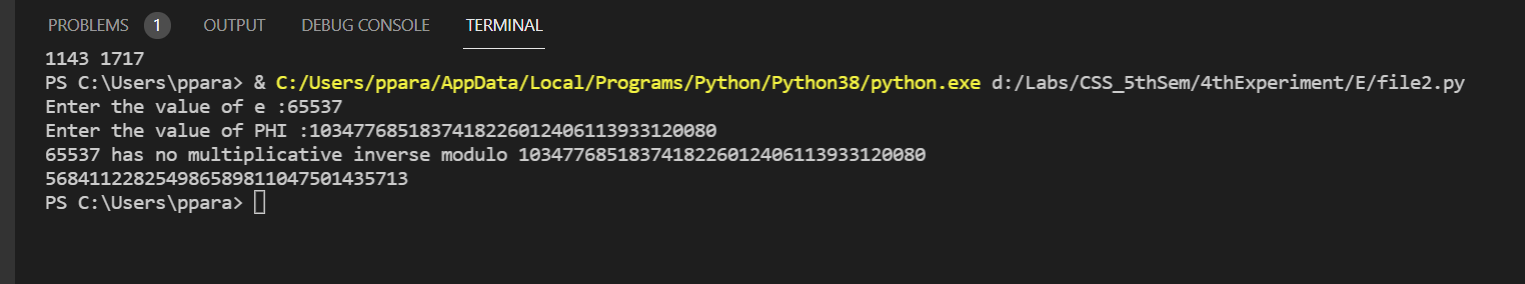 PROBLEMS 1 OUTPUT DEBUG CONSOLE TERMINAL
1143 1717
PS C:\Users\ppara> & C:/Users/ppara/AppData/Local/Programs/Python/Python38/python.exe d:/Labs/CSS_5thSem/4thExperiment/E/file2.py
Enter the value of e :65537
Enter the value of PHI :1034776851837418226012406113933120080
65537 has no multiplicative inverse modulo 1034776851837418226012406113933120080
568411228254986589811047501435713
PS C:\Users\ppara>